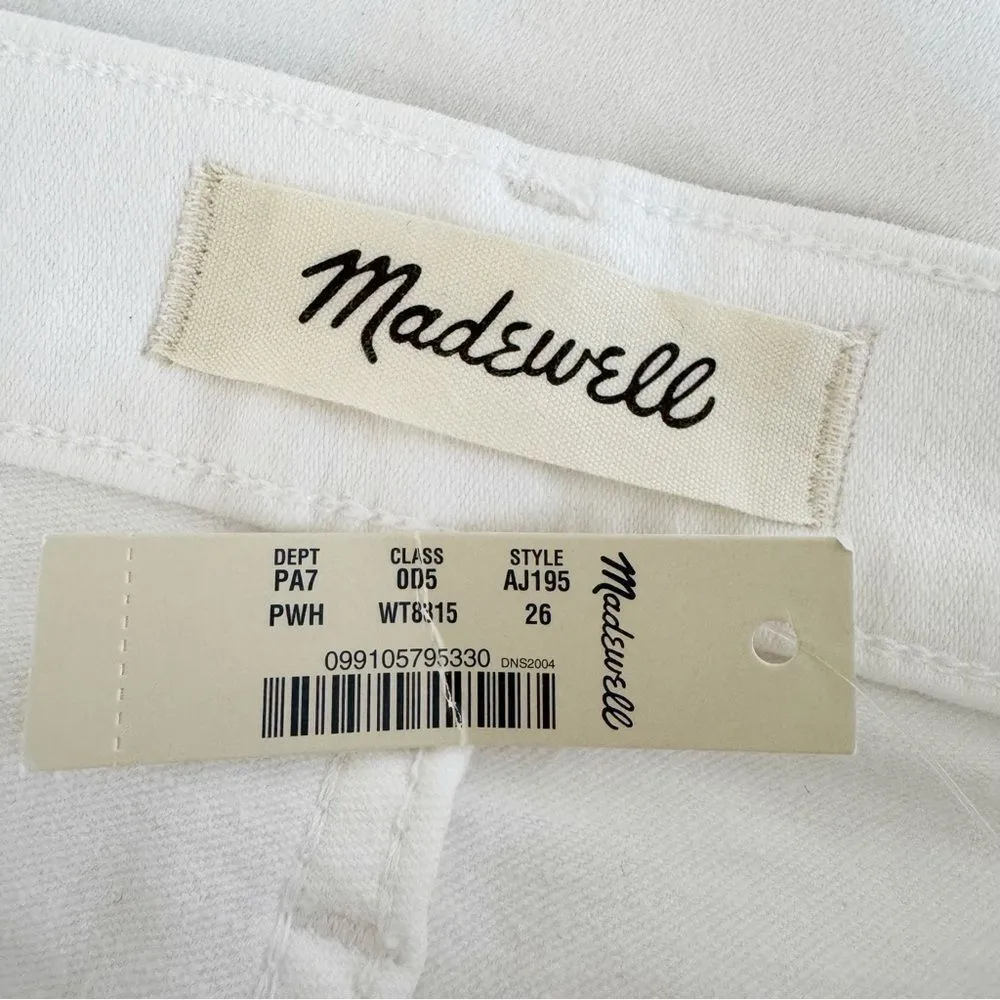 Madewell
DEPT CLASS STYLE
PA7 0D5 AJ195
PWH WT8315 26
099105795330 DNS2004
Madewell